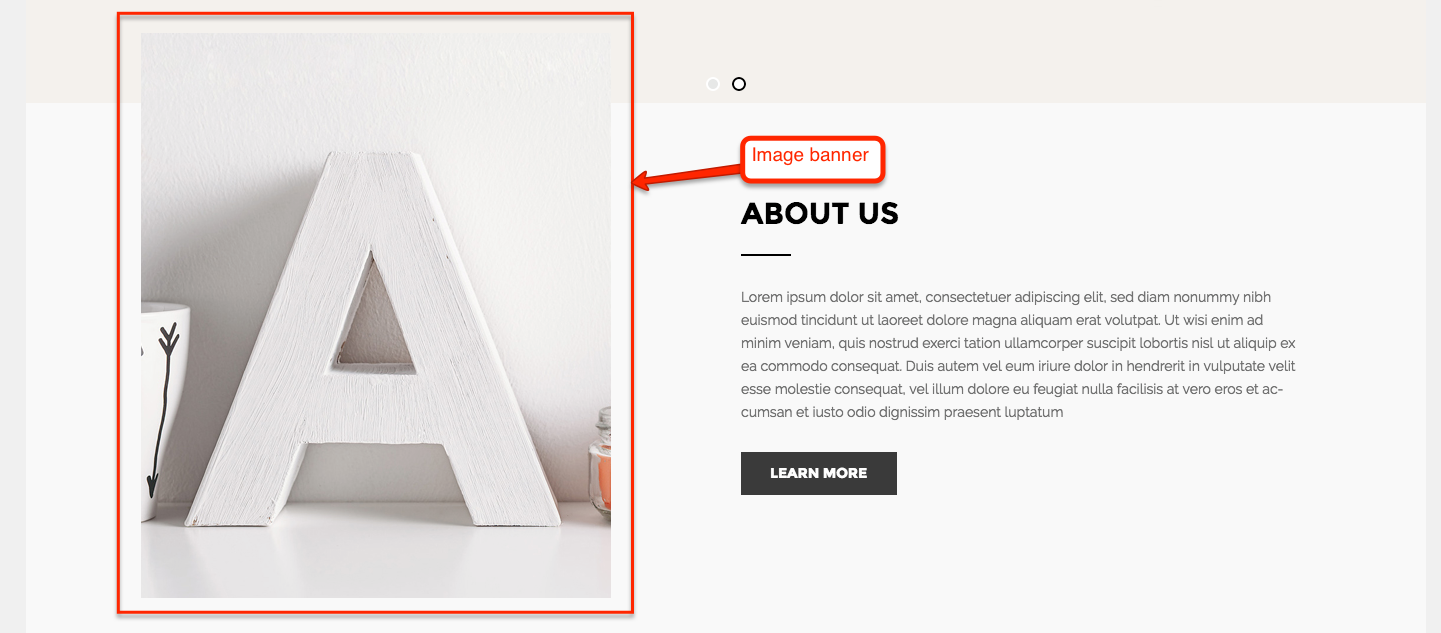 Image banner
ABOUT US
Lorem ipsum dolor sit amet, consectetuer adipiscing elit, sed diam nonummy nibh
euismod tincidunt ut laoreet dolore magna aliquam erat volutpat. Ut wisi enim ad
minim veniam, quis nostrud exerci tation ullamcorper suscipit lobortis nisl ut aliquip ex
ea commodo consequat. Duis autem vel eum iriure dolor in hendrerit in vulputate velit
esse molestie consequat, vel illum dolore eu feugiat nulla facilisis at vero eros et ac-
cumsan et iusto odio dignissim praesent luptatum
LEARN MORE
A